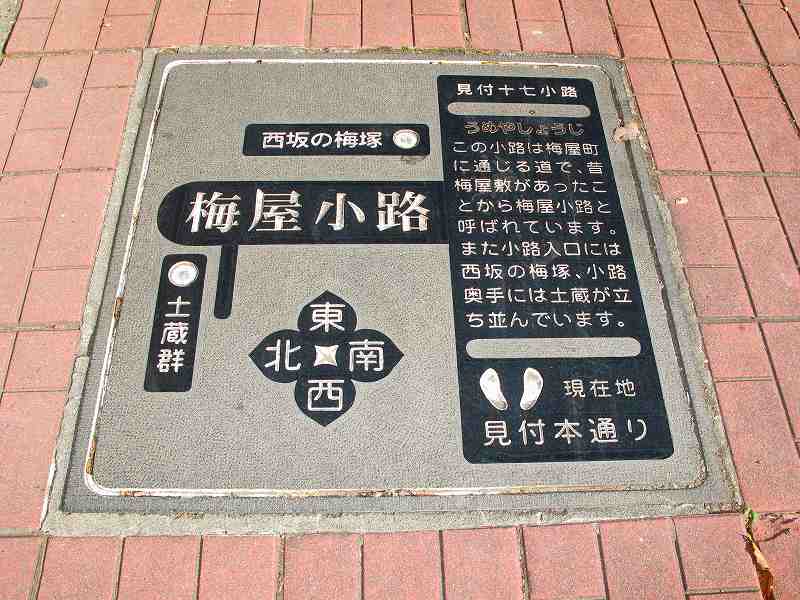 見付十七小路
うめやしょうじ
この小路は梅屋町
に通じる道で、昔
梅屋敷があったこ
とから梅屋小路と
呼ばれています。
また小路入口には
西坂の梅塚、小路
奥手には土蔵が立
ち並んでいます。
現在地
見付本通り
西坂の梅塚
梅屋小路
土蔵群
東
北 南
西